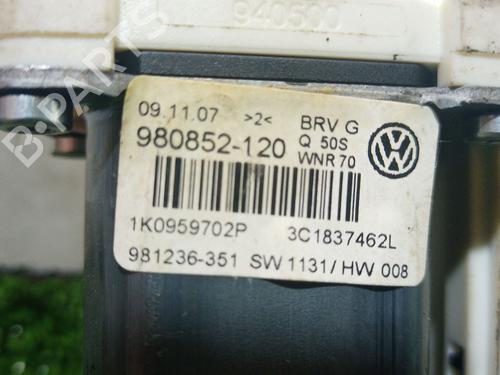 940500
B-PARTS
09.11.07 >2< BRV G
980852-120 Q 50S
WNR 70
1K0959702P 3C1837462L
981236-351 SW 1131/HW 008